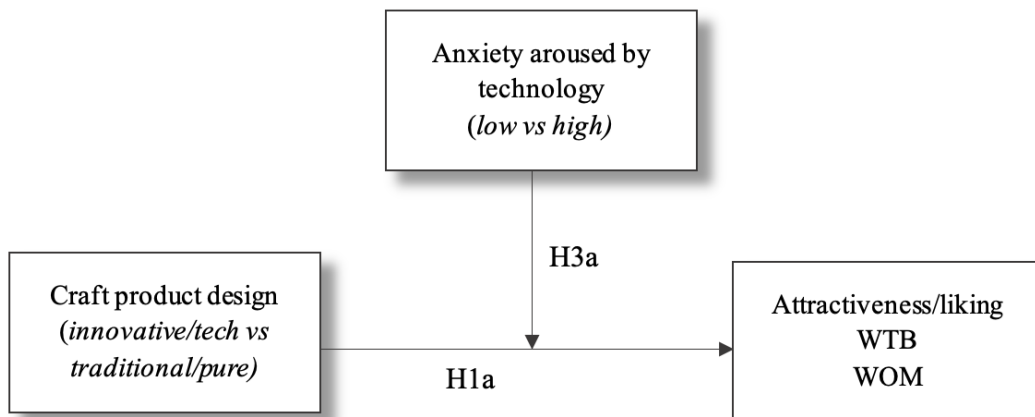 Anxiety aroused by
technology
(low vs high)
H3a
Craft product design
(innovative/tech vs
traditional/pure)
H1a
Attractiveness/liking
WTB
WOM